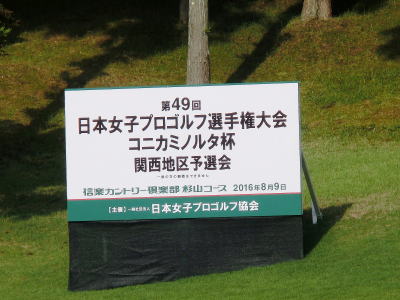 第49回
日本女子プロゴルフ選手権大会
コニカミノルタ杯
関西地区予選会
信楽カントリー倶楽部 杉山コース 2016年8月9日
【主催】一般社団法人 日本女子プロゴルフ協会